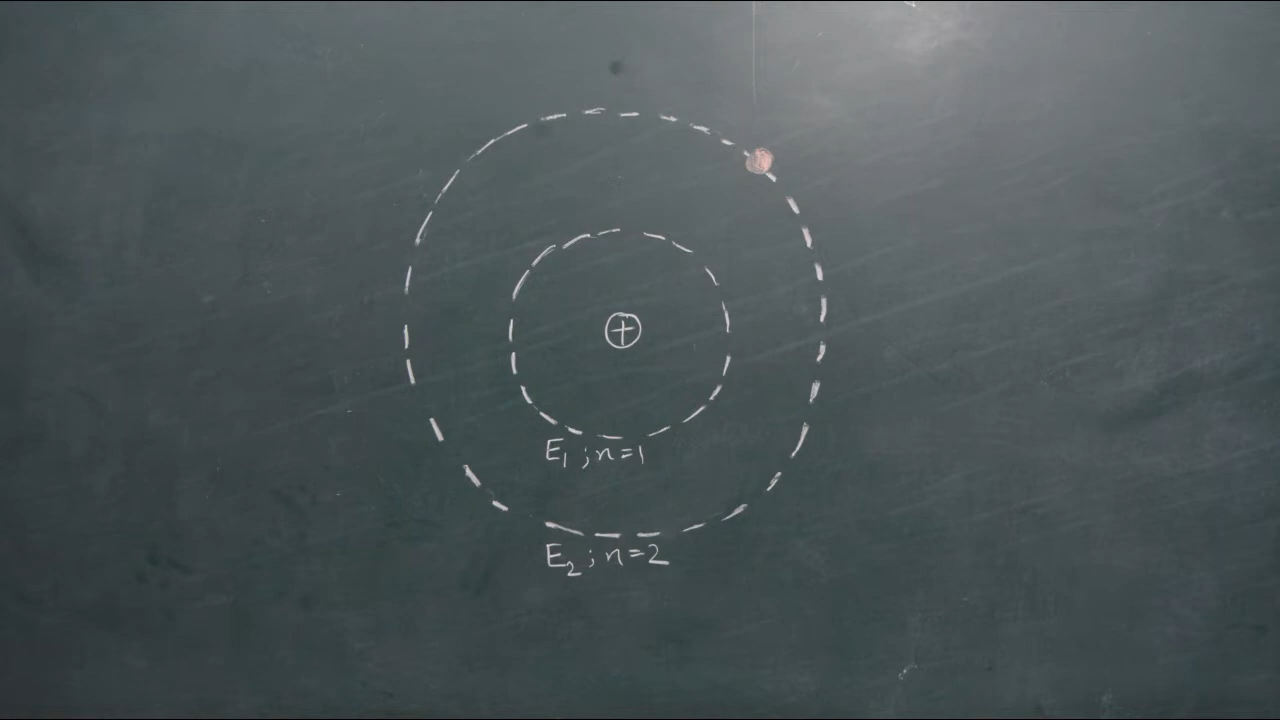 +
E₁ ; n=1
E₂ ; n=2